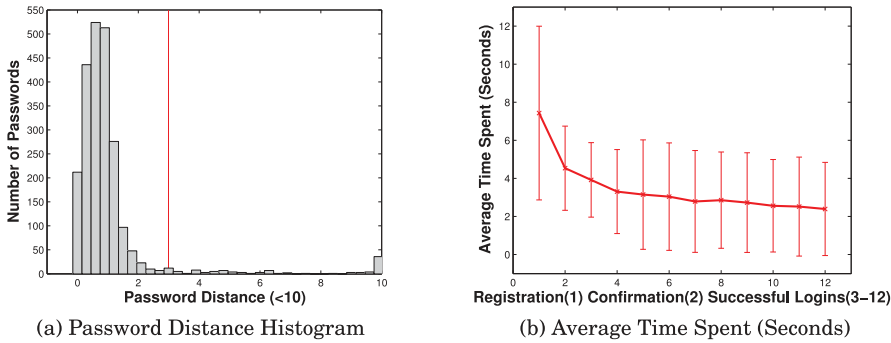 550
500
450
400
350
300
250
200
150
100
50
0
Number of Passwords
0 2 4 6 8 10
Password Distance (<10)
(a) Password Distance Histogram
12
10
8
6
4
2
0
Average Time Spent (Seconds)
0 2 4 6 8 10 12
Registration(1) Confirmation(2) Successful Logins(3−12)
(b) Average Time Spent (Seconds)